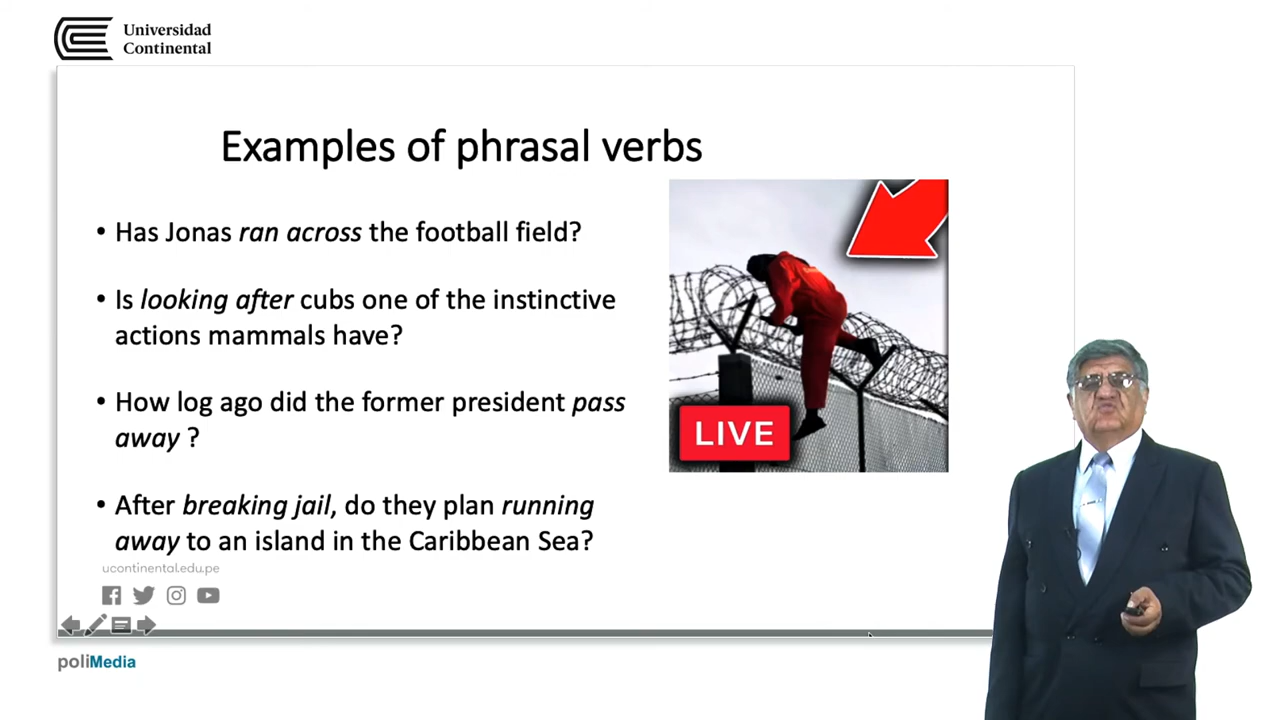 Universidad
Continental
Examples of phrasal verbs
• Has Jonas ran across the football field?
• Is looking after cubs one of the instinctive
actions mammals have?
• How log ago did the former president pass
away ?
• After breaking jail, do they plan running
away to an island in the Caribbean Sea?
LIVE
ucontinental.edu.pe
poliMedia